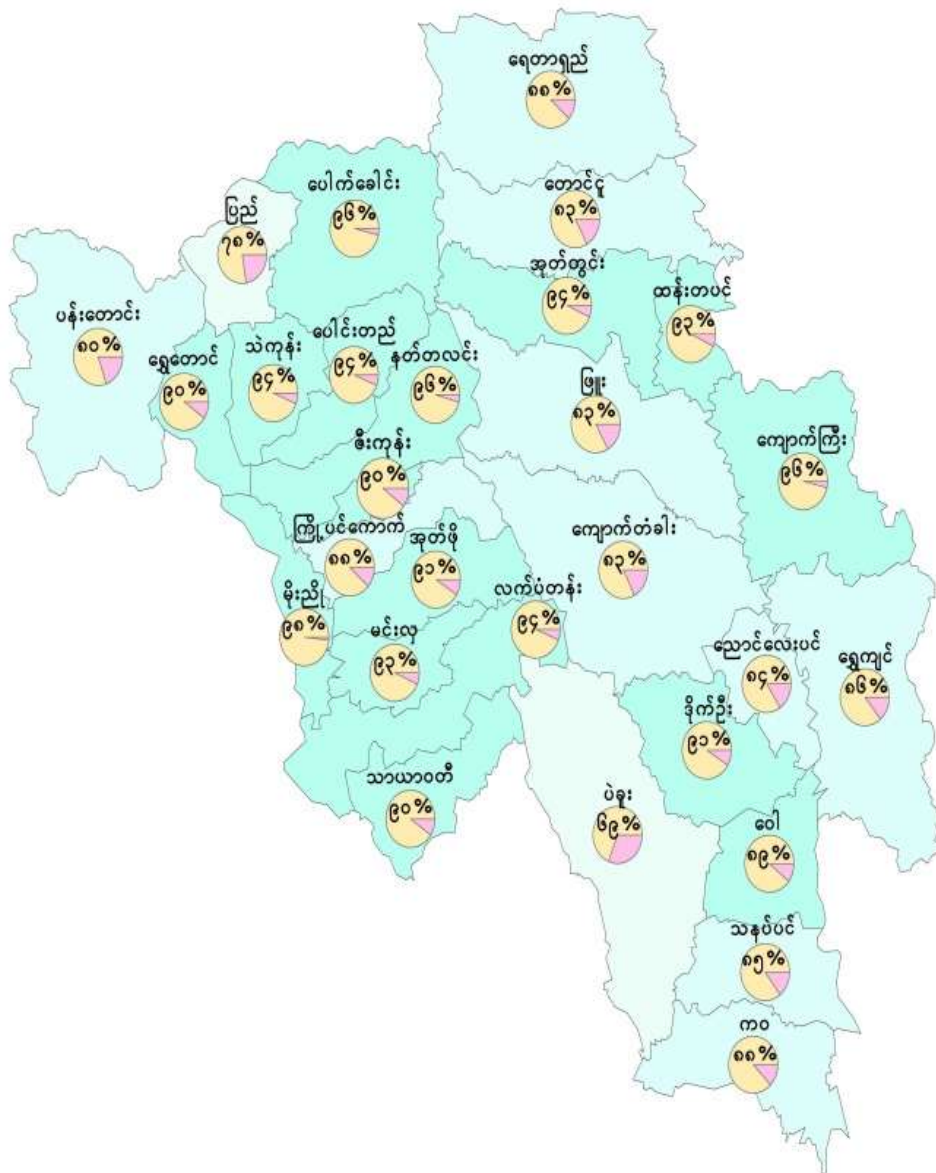 ရေတာရှည်
၈၈%
ပေါက်ခေါင်း
၉၆%
တောင်ငူ
၈၃%
ပြည်
၇၈%
အုတ်တွင်း
၉၄%
ထန်းတပင်
၉၃%
ပန်းတောင်း
၈၀%
ရွှေတောင်
၉၀%
သဲကုန်း
၉၄%
ပေါင်းတည်
၉၄%
နတ်တလင်း
၉၆%
ဖြူး
၈၃%
ကျောက်ကြီး
၉၆%
ဇီးကုန်း
၉၀%
ကြို့ပင်ကောက်
၈၈%
အုတ်ဖို
၉၁%
ကျောက်တံခါး
၈၃%
မိုးညို
၉၈%
မင်းလှ
၉၃%
လက်ပံတန်း
၉၄%
ညောင်လေးပင်
၈၄%
ရွှေကျင်
၈၆%
ဒိုက်ဦး
၉၁%
သာယာဝတီ
၉၀%
ပဲခူး
၆၉%
ဝေါ
၈၉%
သနပ်ပင်
၈၅%
ကဝ
၈၈%